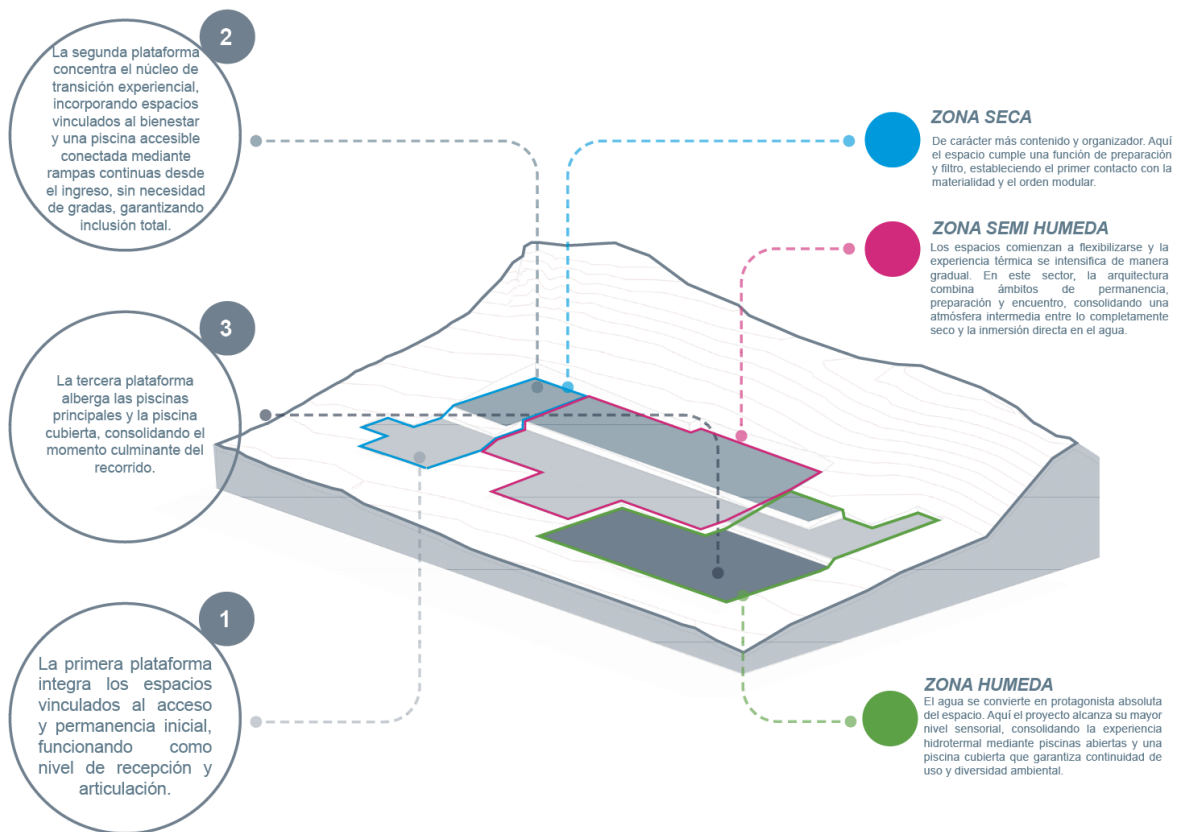 2
La segunda plataforma
concentra el núcleo de
transición experiencial,
incorporando espacios
vinculados al bienestar
y una piscina accesible
conectada mediante
rampas continuas desde
el ingreso, sin necesidad
de gradas, garantizando
inclusión total.
3
La tercera plataforma
alberga las piscinas
principales y la piscina
cubierta, consolidando el
momento culminante del
recorrido.
1
La primera plataforma
integra los espacios
vinculados al acceso
y permanencia inicial,
funcionando como
nivel de recepción y
articulación.
ZONA SECA
De carácter más contenido y organizador. Aquí
el espacio cumple una función de preparación
y filtro, estableciendo el primer contacto con la
materialidad y el orden modular.
ZONA SEMI HUMEDA
Los espacios comienzan a flexibilizarse y la
experiencia térmica se intensifica de manera
gradual. En este sector, la arquitectura
combina ámbitos de permanencia,
preparación y encuentro, consolidando una
atmósfera intermedia entre lo completamente
seco y la inmersión directa en el agua.
ZONA HUMEDA
El agua se convierte en protagonista absoluta
del espacio. Aquí el proyecto alcanza su mayor
nivel sensorial, consolidando la experiencia
hidrotermal mediante piscinas abiertas y una
piscina cubierta que garantiza continuidad de
uso y diversidad ambiental.